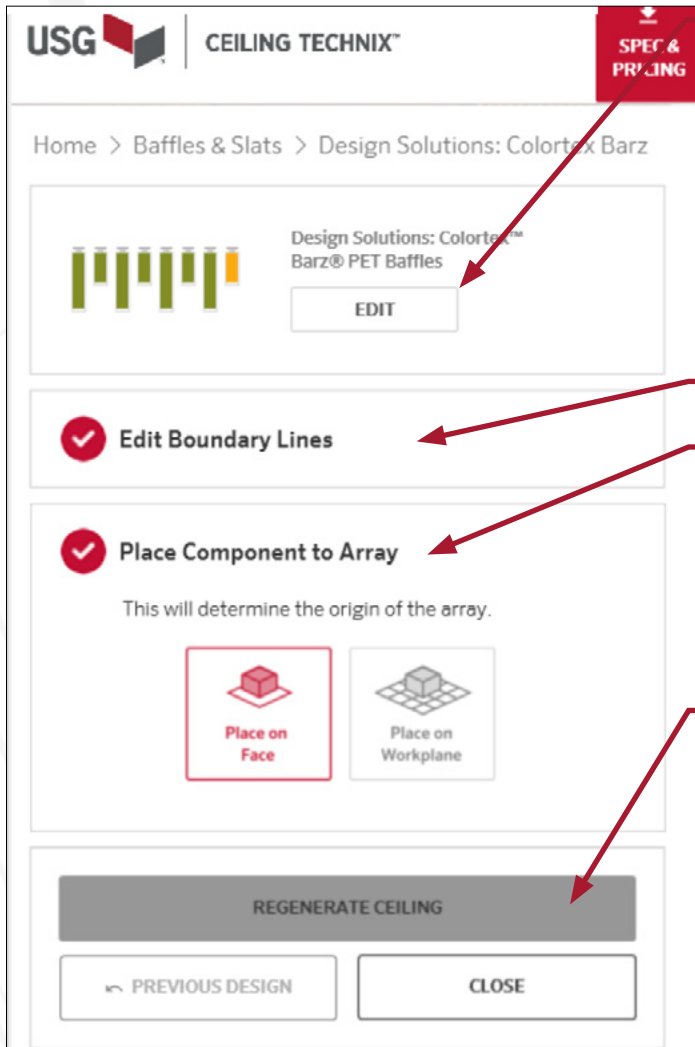 USG CEILING TECHNIX™
SPEC &
PRICING
Home > Baffles & Slats > Design Solutions: Colortex Barz
Design Solutions: Colortex™
Barz® PET Baffles
EDIT
Edit Boundary Lines
Place Component to Array
This will determine the origin of the array.
Place on
Face
Place on
Workplane
REGENERATE CEILING
PREVIOUS DESIGN
CLOSE